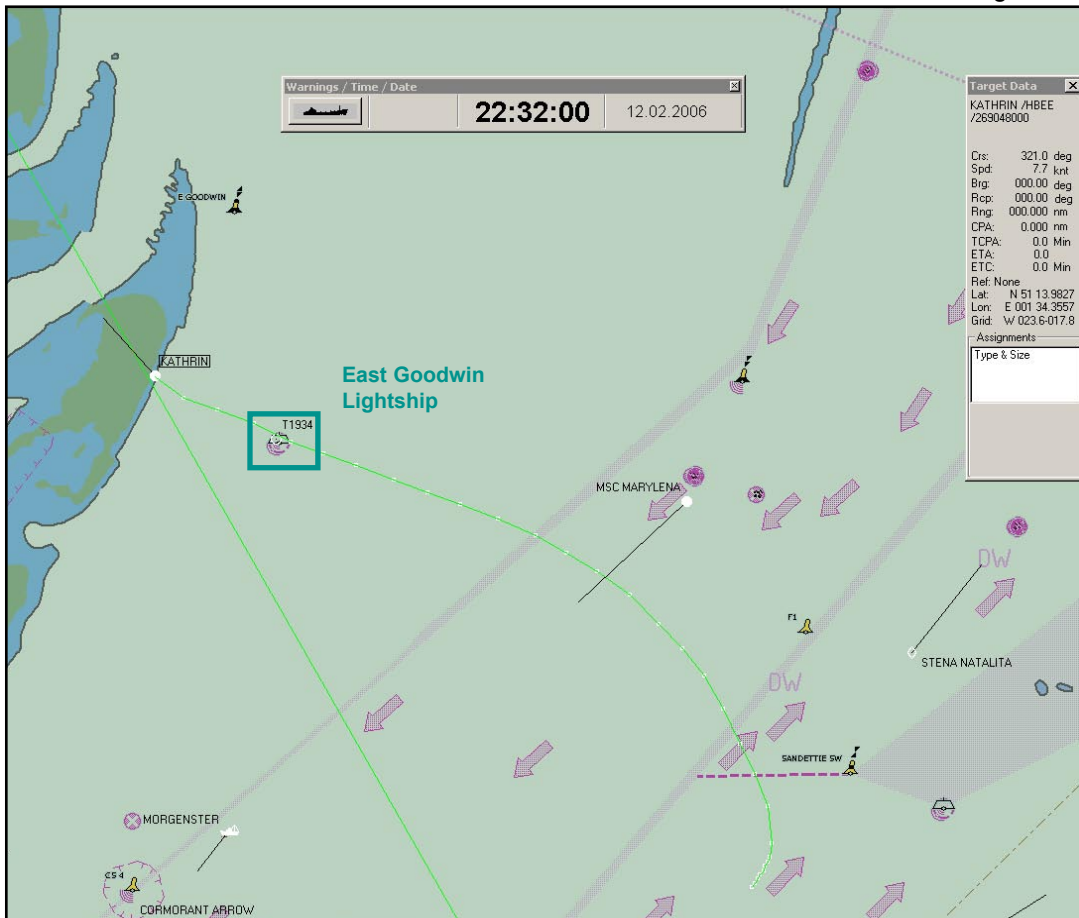 Warnings / Time / Date
22:32:00
12.02.2006
Target Data
KATHRIN /HBEE
/269048000
Crs: 321.0 deg
Spd: 7.7 knt
Brg: 000.00 deg
Rcp: 000.00 deg
Rng: 000.000 nm
CPA: 0.000 nm
TCPA: 0.0 Min
ETA: 0.0
ETC: 0.0 Min
Ref: None
Lat: N 51 13.9827
Lon: E 001 34.3557
Grid: W 023.6-017.8
Assignments
Type & Size
E GOODWIN
KATHRIN
East Goodwin
Lightship
T1934
MSC MARYLENA
DW
F1
STENA NATALITA
DW
SANDETTIE SW
MORGENSTER
CS 4
CORMORANT ARROW